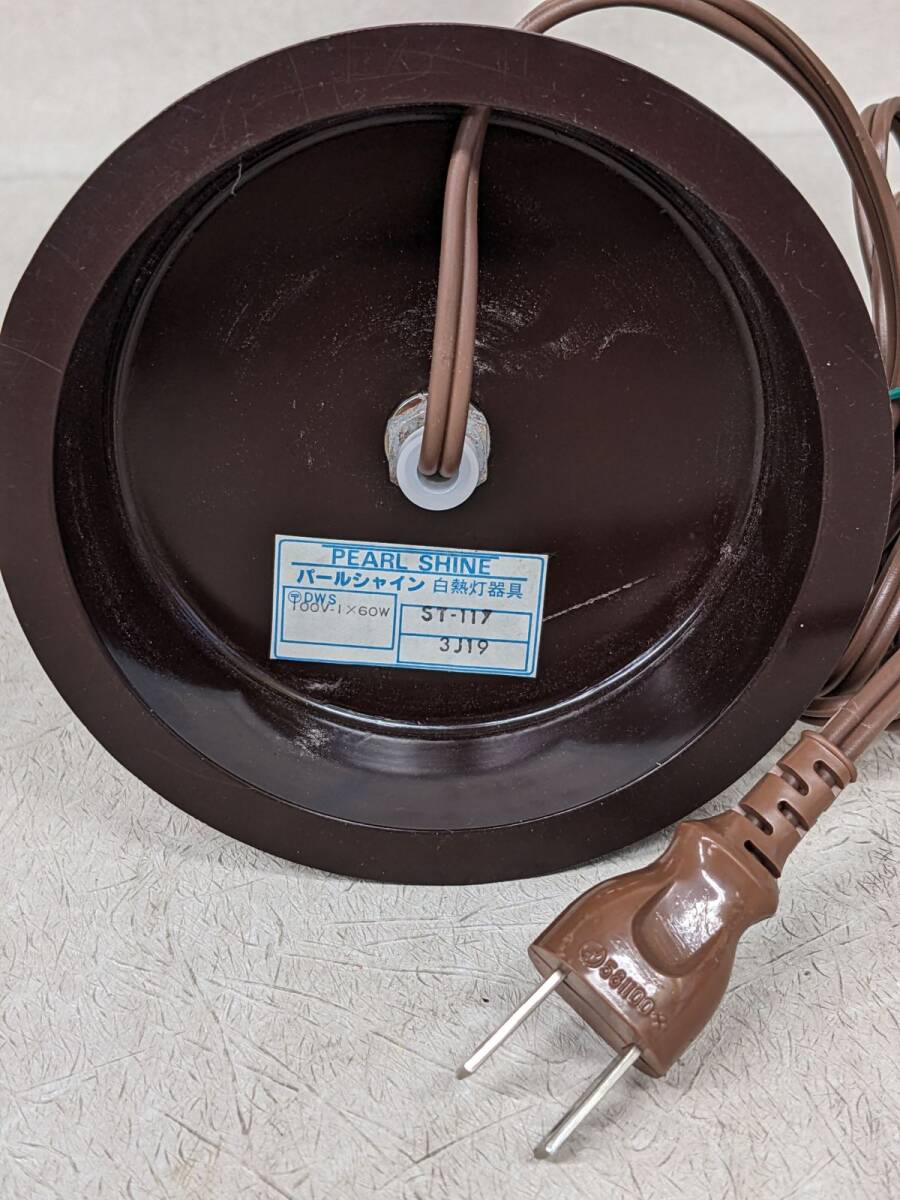 PEARL SHINE
パールシャイン 白熱灯器具
〒DWS
100V-1×60W
ST-117
3J19